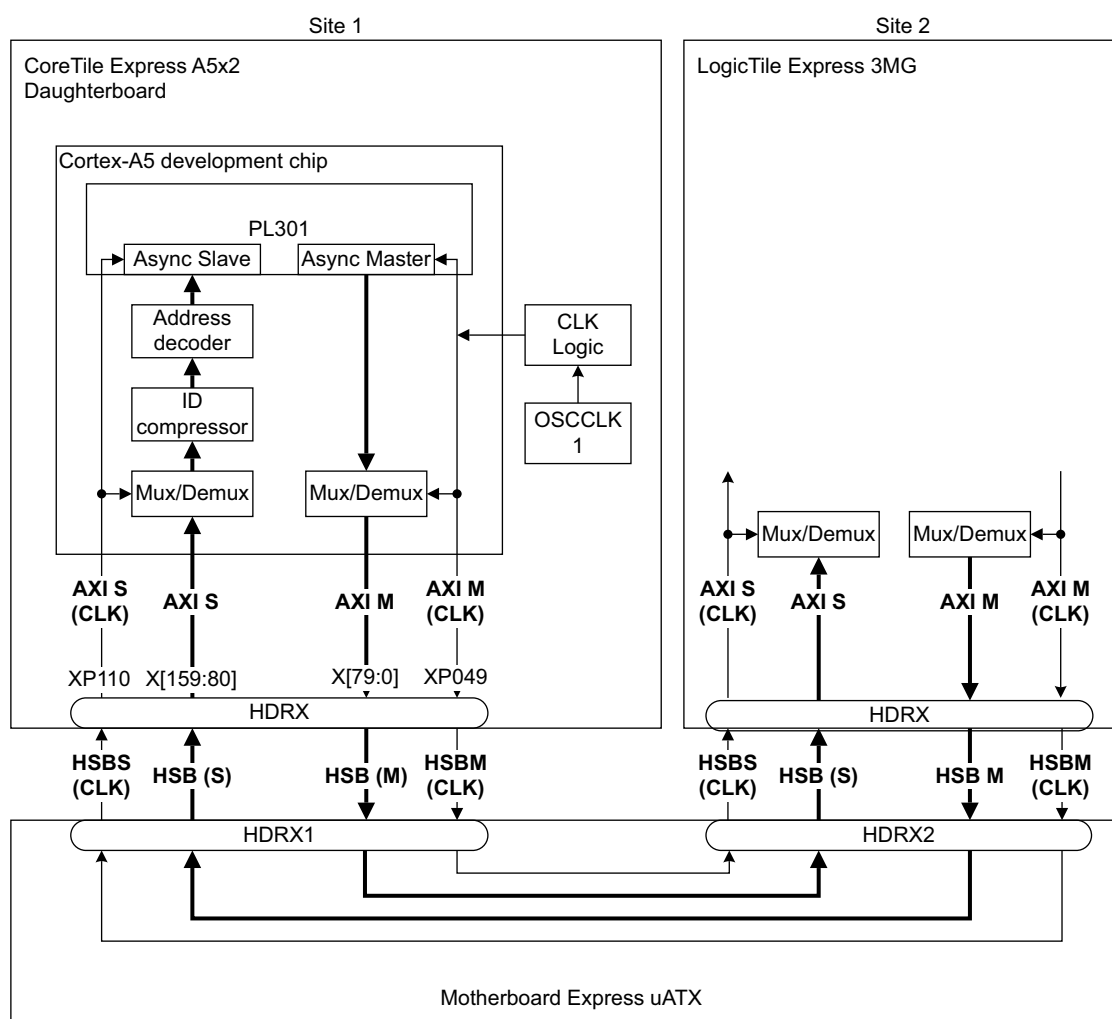 Site 1
Site 2
CoreTile Express A5x2
Daughterboard
LogicTile Express 3MG
Cortex-A5 development chip
PL301
Async Slave
Async Master
Address
decoder
CLK
Logic
ID
compressor
OSCCLK
1
Mux/Demux
Mux/Demux
Mux/Demux
Mux/Demux
AXI S
(CLK)
AXI S
AXI M
AXI M
(CLK)
AXI S
(CLK)
AXI S
AXI M
AXI M
(CLK)
XP110
X[159:80]
X[79:0]
XP049
HDRX
HDRX
HSBS
(CLK)
HSB (S)
HSB (M)
HSBM
(CLK)
HSBS
(CLK)
HSB (S)
HSB M
HSBM
(CLK)
HDRX1
HDRX2
Motherboard Express uATX